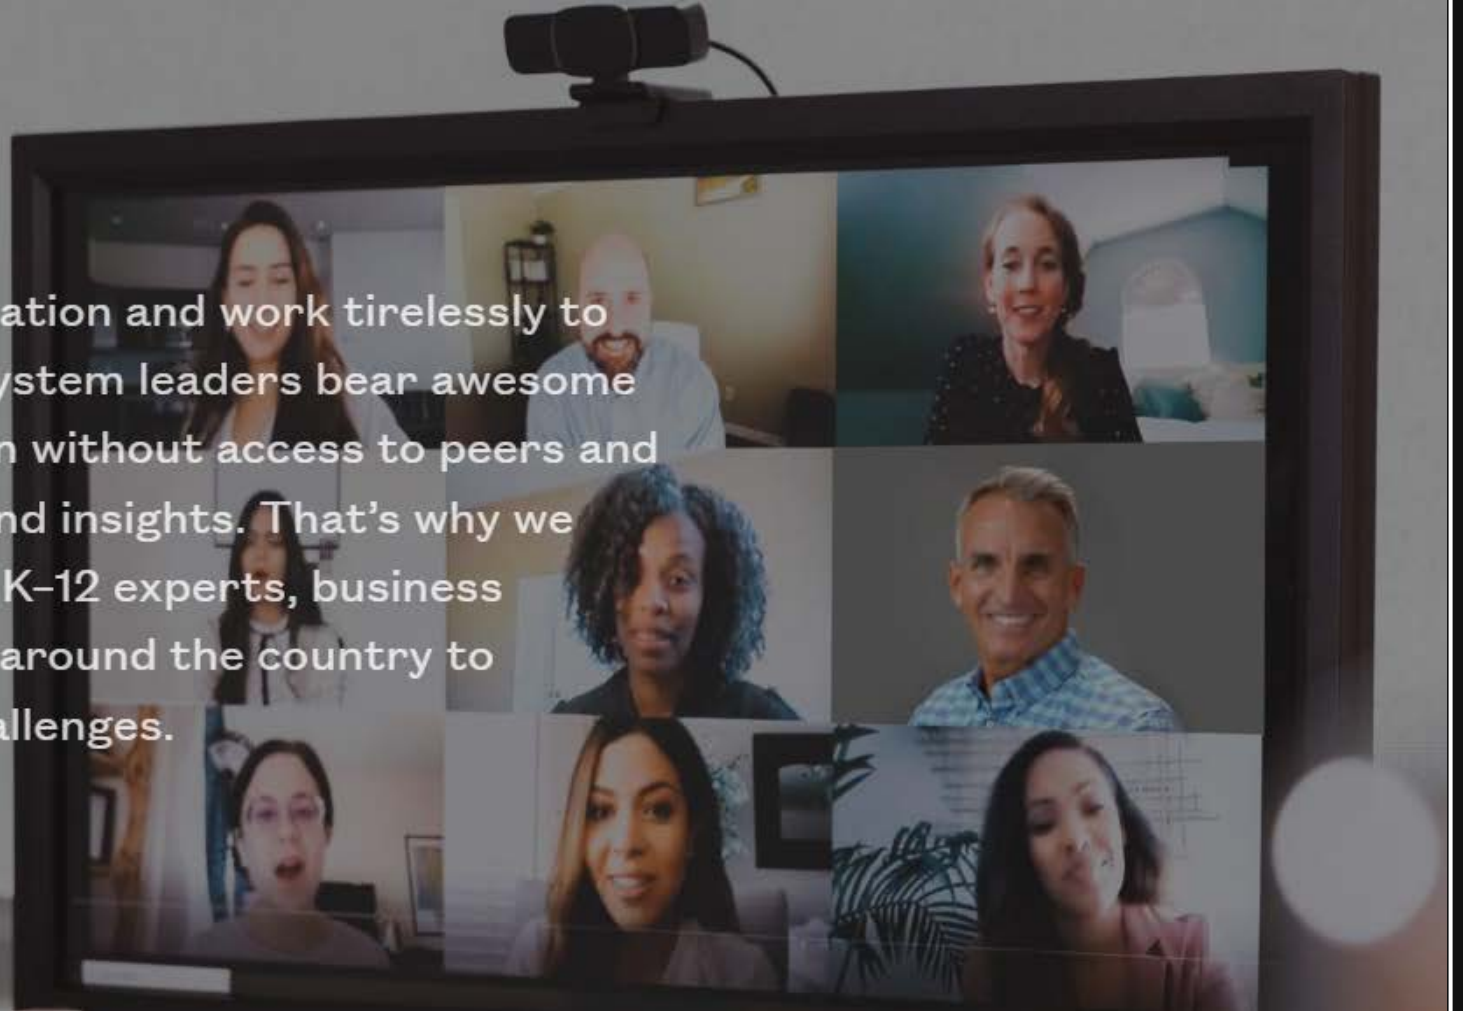 ation and work tirelessly to
ystem leaders bear awesome
n without access to peers and
nd insights. That's why we
K–12 experts, business
around the country to
allenges.